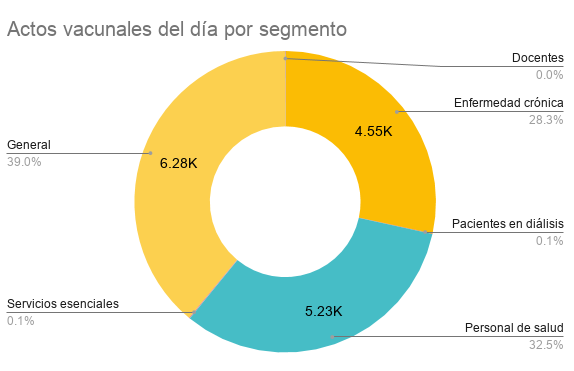 Actos vacunales del día por segmento
Docentes
0.0%
Enfermedad crónica
28.3%
4.55K
General
39.0%
6.28K
Pacientes en diálisis
0.1%
Servicios esenciales
0.1%
5.23K
Personal de salud
32.5%